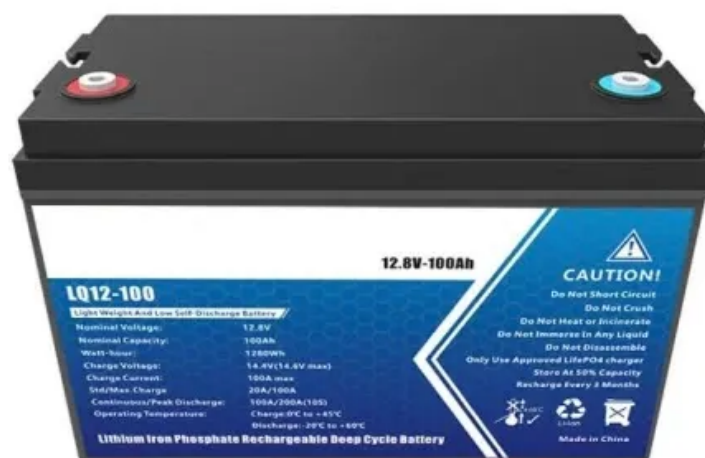 12.8V-100Ah
LQ12-100
Light Weight And Low Self-Discharge Battery
Nominal Voltage: 12.8V
Nominal Capacity: 100Ah
Watt-hour: 1280Wh
Charge Voltage: 14.4V(14.6V max)
Charge Current: 100A max
Std/Max.Charge 20A/100A
Continuous/Peak Discharge: 100A/200A(10S)
Operating Temperature: Charge:0℃ to +45℃
Discharge:-20℃ to +60℃
Lithium Iron Phosphate Rechargeable Deep Cycle Battery
CAUTION!
Do Not Short Circuit
Do Not Crush
Do Not Heat or Incinerate
Do Not Immerse In Any Liquid
Do Not Disassemble
Only Use Approved LifePO4 charger
Store At 50% Capacity
Recharge Every 3 Months
Li-ion
Made in China